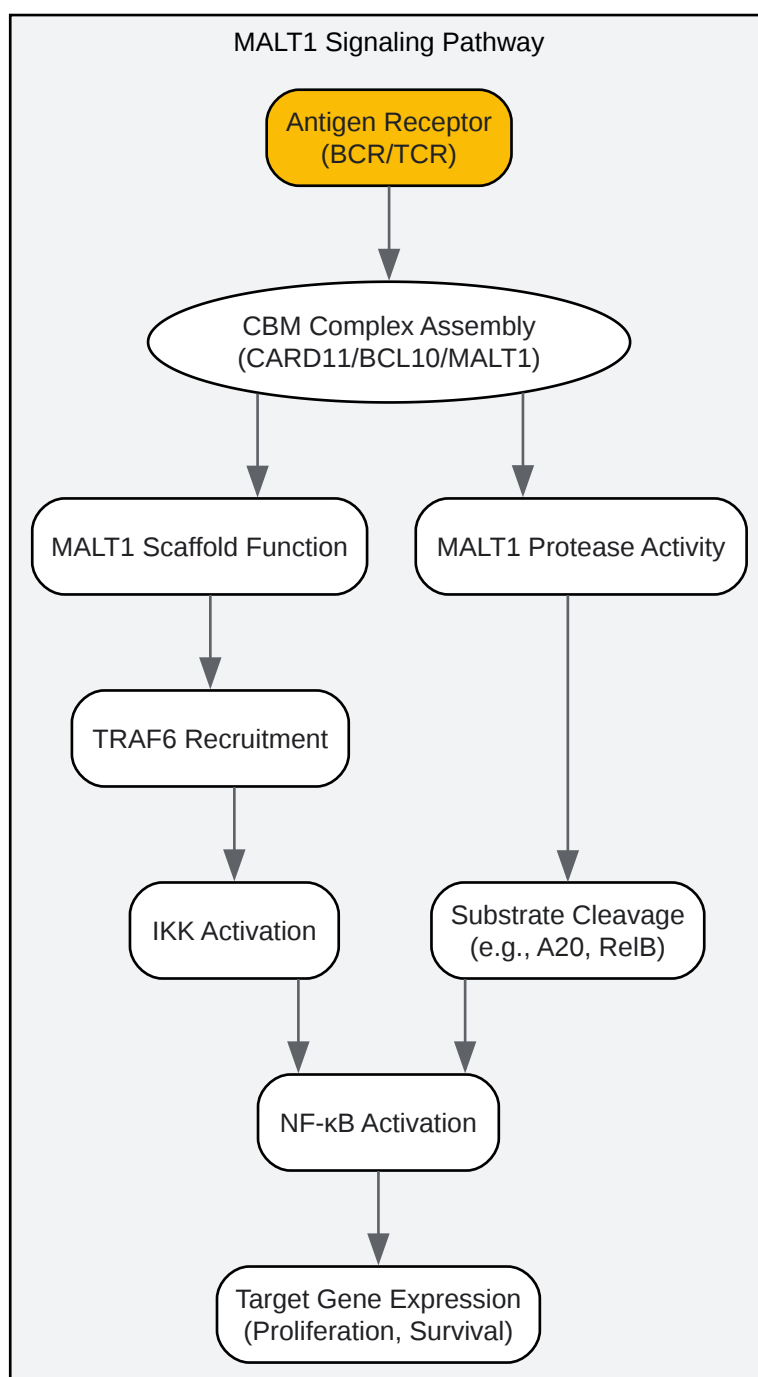 MALT1 Signaling Pathway
Antigen Receptor
(BCR/TCR)
CBM Complex Assembly
(CARD11/BCL10/MALT1)
MALT1 Scaffold Function
MALT1 Protease Activity
TRAF6 Recruitment
IKK Activation
Substrate Cleavage
(e.g., A20, RelB)
NF-κB Activation
Target Gene Expression
(Proliferation, Survival)